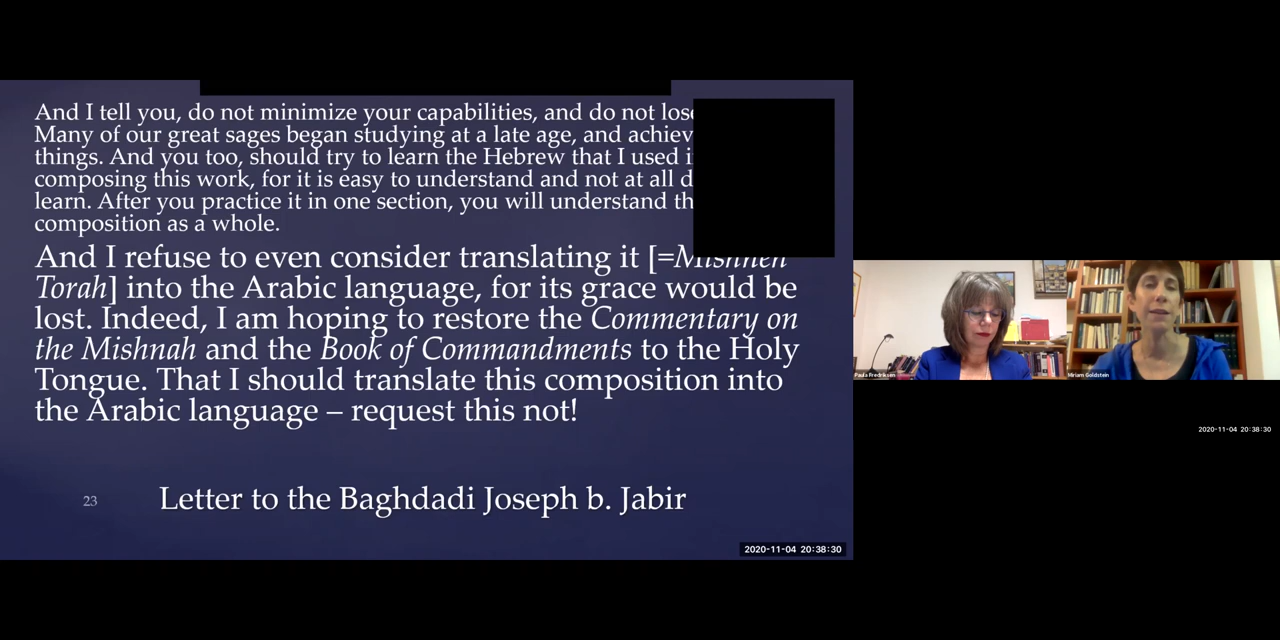 And I tell you, do not minimize your capabilities, and do not lose
Many of our great sages began studying at a late age, and achiev
things. And you too, should try to learn the Hebrew that I used i
composing this work, for it is easy to understand and not at all d
learn. After you practice it in one section, you will understand th
composition as a whole.
And I refuse to even consider translating it [=Mishneh
Torah] into the Arabic language, for its grace would be
lost. Indeed, I am hoping to restore the Commentary on
the Mishnah and the Book of Commandments to the Holy
Tongue. That I should translate this composition into
the Arabic language – request this not!
23
Letter to the Baghdadi Joseph b. Jabir
2020-11-04 20:38:30
Paula Fredriksen
Miriam Goldstein
2020-11-04 20:38:30